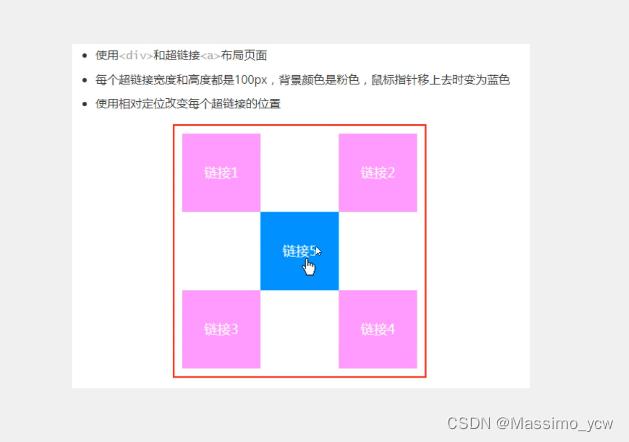 使用<div>和超链接<a>布局页面
每个超链接宽度和高度都是100px，背景颜色是粉色，鼠标指针移上去时变为蓝色
使用相对定位改变每个超链接的位置
链接1
链接2
链接5
链接3
链接4
CSDN @Massimo_ycw